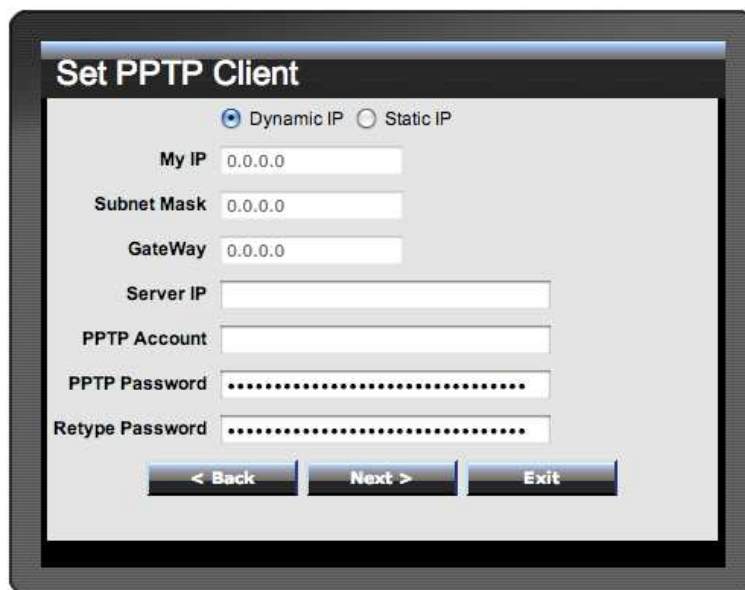 Set PPTP Client
Dynamic IP Static IP
My IP 0.0.0.0
Subnet Mask 0.0.0.0
GateWay 0.0.0.0
Server IP
PPTP Account
PPTP Password ••••••••••••••••••••••••••••••••
Retype Password ••••••••••••••••••••••••••••••••
< Back Next > Exit